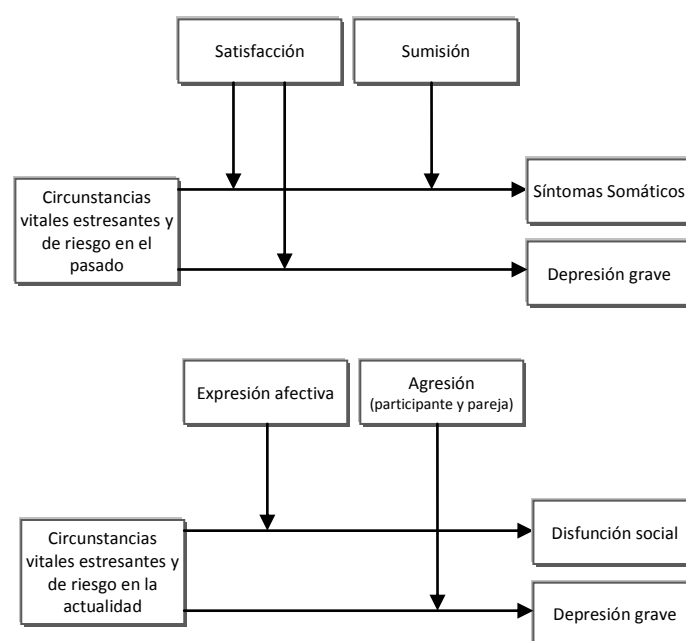 Satisfacción
Sumisión
Circunstancias
vitales estresantes y
de riesgo en el
pasado
Síntomas Somáticos
Depresión grave
Expresión afectiva
Agresión
(participante y pareja)
Circunstancias
vitales estresantes y
de riesgo en la
actualidad
Disfunción social
Depresión grave